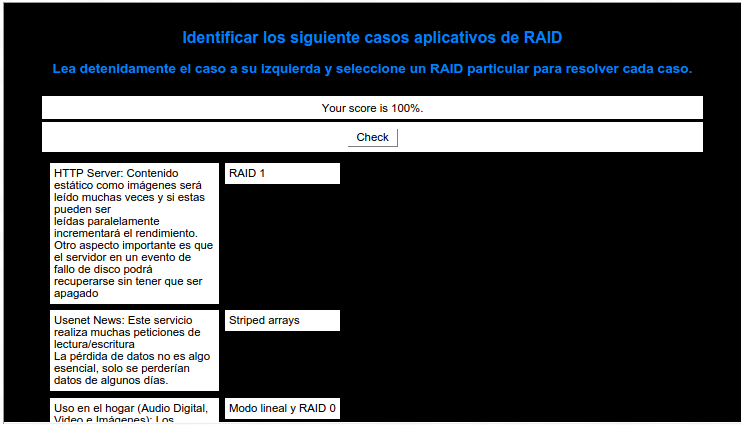 Identificar los siguiente casos aplicativos de RAID
Lea detenidamente el caso a su izquierda y seleccione un RAID particular para resolver cada caso.
Your score is 100%.
Check
HTTP Server: Contenido
estático como imágenes será
leído muchas veces y si estas
pueden ser
leídas paralelamente
incrementará el rendimiento.
Otro aspecto importante es que
el servidor en un evento de
fallo de disco podrá
recuperarse sin tener que ser
apagado
RAID 1
Usenet News: Este servicio
realiza muchas peticiones de
lectura/escritura
La pérdida de datos no es algo
esencial, solo se perderían
datos de algunos días.
Striped arrays
Uso en el hogar (Audio Digital,
Video e Imágenes): Los
Modo lineal y RAID 0